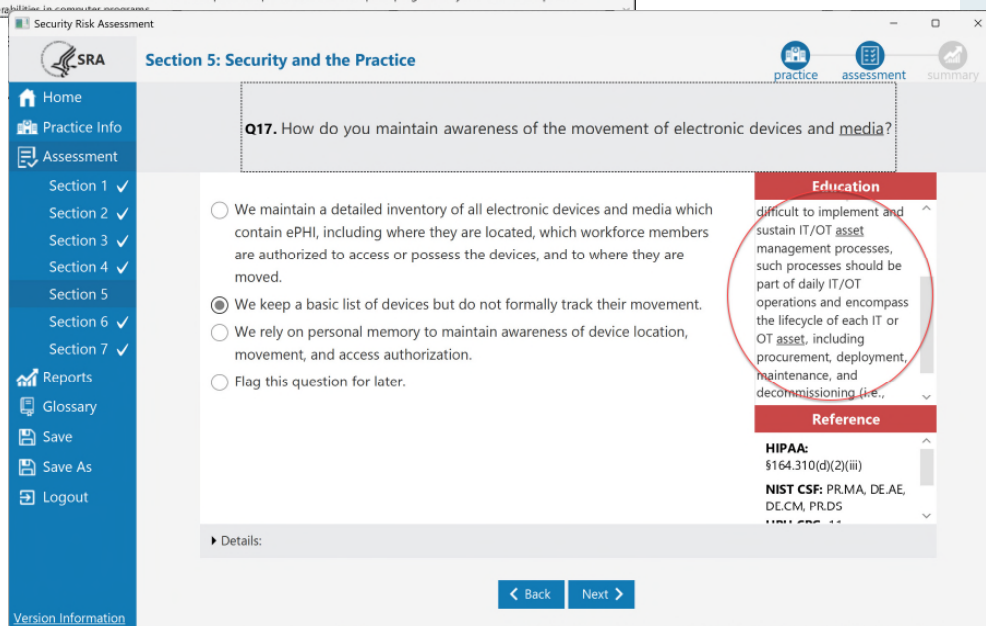 abilities in computer programs
Security Risk Assessment
SRA
Section 5: Security and the Practice
practice
assessment
summary
Home
Practice Info
Assessment
Section 1
Section 2
Section 3
Section 4
Section 5
Section 6
Section 7
Reports
Glossary
Save
Save As
Logout
Version Information
Q17. How do you maintain awareness of the movement of electronic devices and media?
We maintain a detailed inventory of all electronic devices and media which
contain ePHI, including where they are located, which workforce members
are authorized to access or possess the devices, and to where they are
moved.
We keep a basic list of devices but do not formally track their movement.
We rely on personal memory to maintain awareness of device location,
movement, and access authorization.
Flag this question for later.
Education
difficult to implement and
sustain IT/OT asset
management processes,
such processes should be
part of daily IT/OT
operations and encompass
the lifecycle of each IT or
OT asset, including
procurement, deployment,
maintenance, and
decommissioning (i.e.,
Reference
HIPAA:
§164.310(d)(2)(iii)
NIST CSF: PR.MA, DE.AE,
DE.CM, PR.DS
Details:
Back
Next